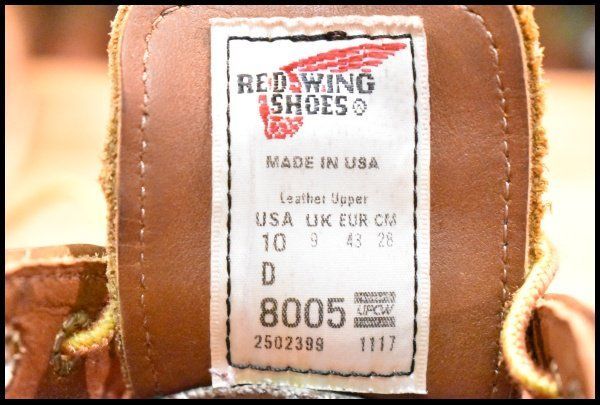 RED WING
SHOES ®
MADE IN USA
Leather Upper
USA UK EUR CM
10 9 43 28
D
8005 UFCW
2502399 1117